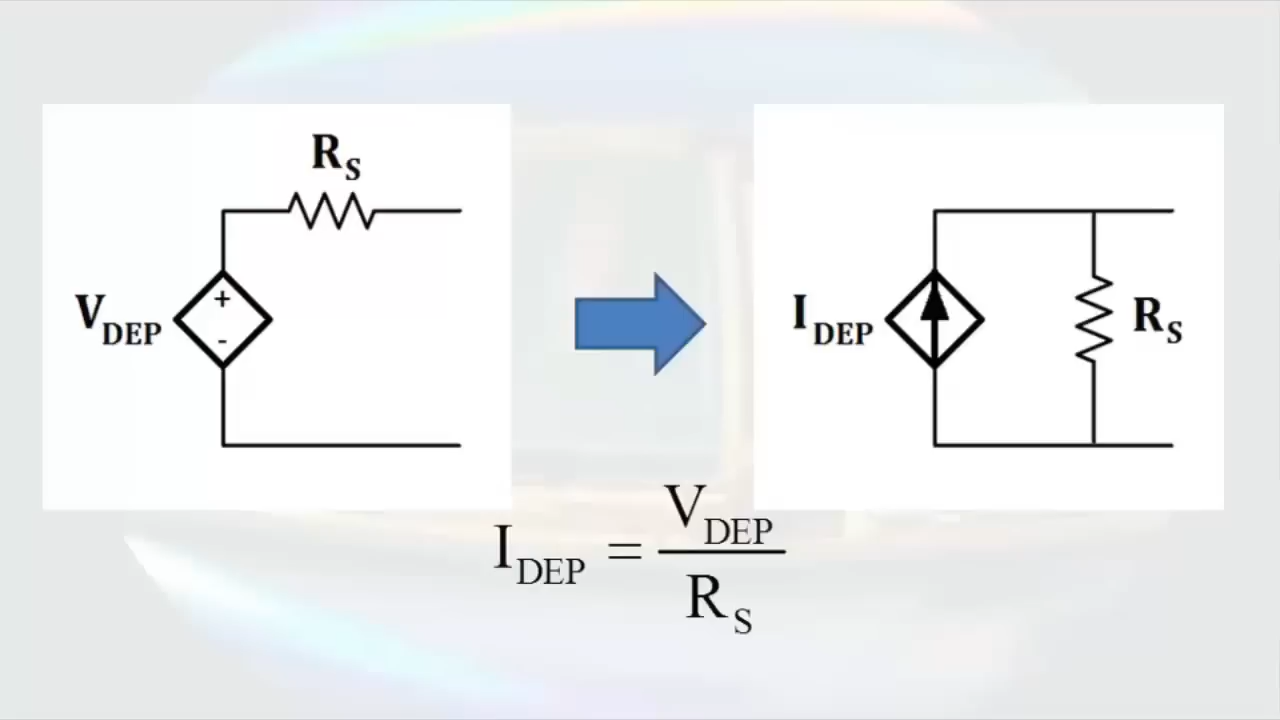 R_S
V_DEP
+
-
I_DEP
R_S
I_DEP = V_DEP / R_S